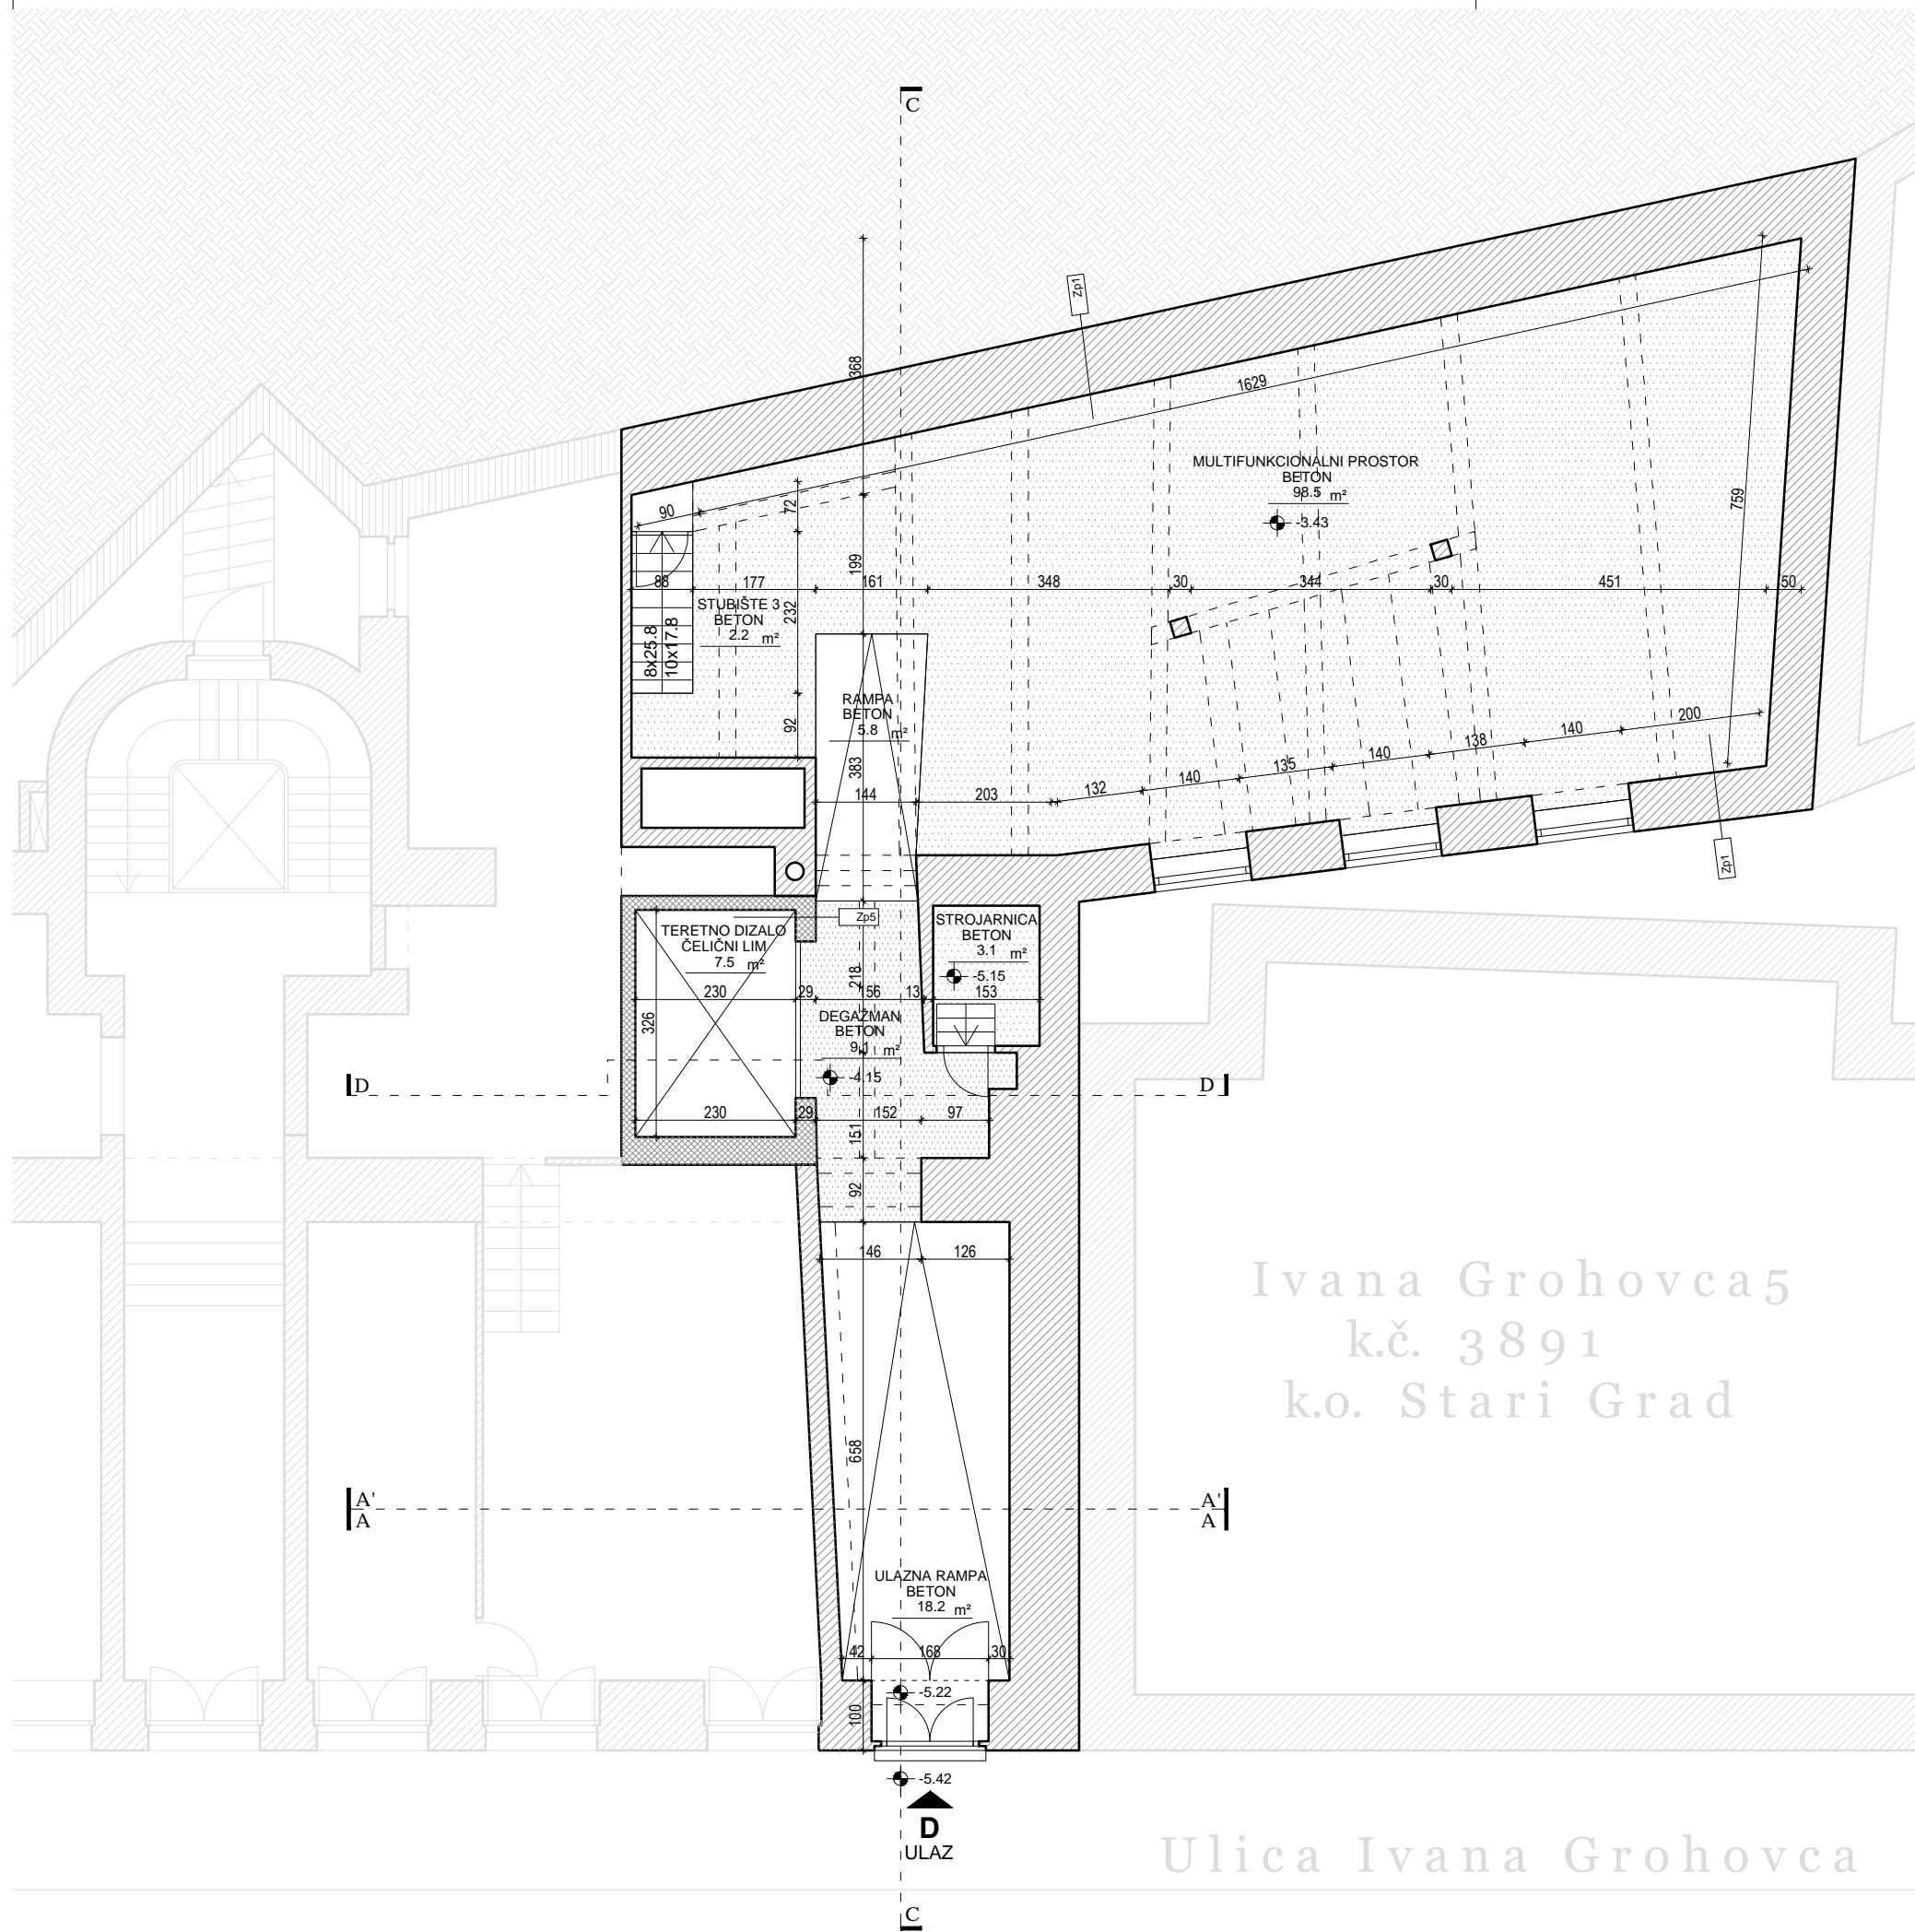 C
Zp1
368
1629
MULTIFUNKCIONALNI PROSTOR
BETON
98.5 m²
-3.43
759
90
72
199
88
177
161
348
30
344
30
451
50
STUBIŠTE 3
BETON
2.2 m²
232
8x25.8
10x17.8
92
RAMPA
BETON
5.8 m²
383
144
203
132
140
135
140
138
140
200
Zp1
Zp5
TERETNO DIZALO
ČELIČNI LIM
7.5 m²
STROJARNICA
BETON
3.1 m²
-5.15
218
230
29
156
13
153
326
DEGAŽMAN
BETON
9.1 m²
-4.15
D
D
230
29
152
97
151
92
146
126
Ivana Grohovca5
k.č. 3891
k.o. Stari Grad
658
A'
A
A'
A
ULAZNA RAMPA
BETON
18.2 m²
42
168
30
-5.22
100
-5.42
D
ULAZ
Ulica Ivana Grohovca
C